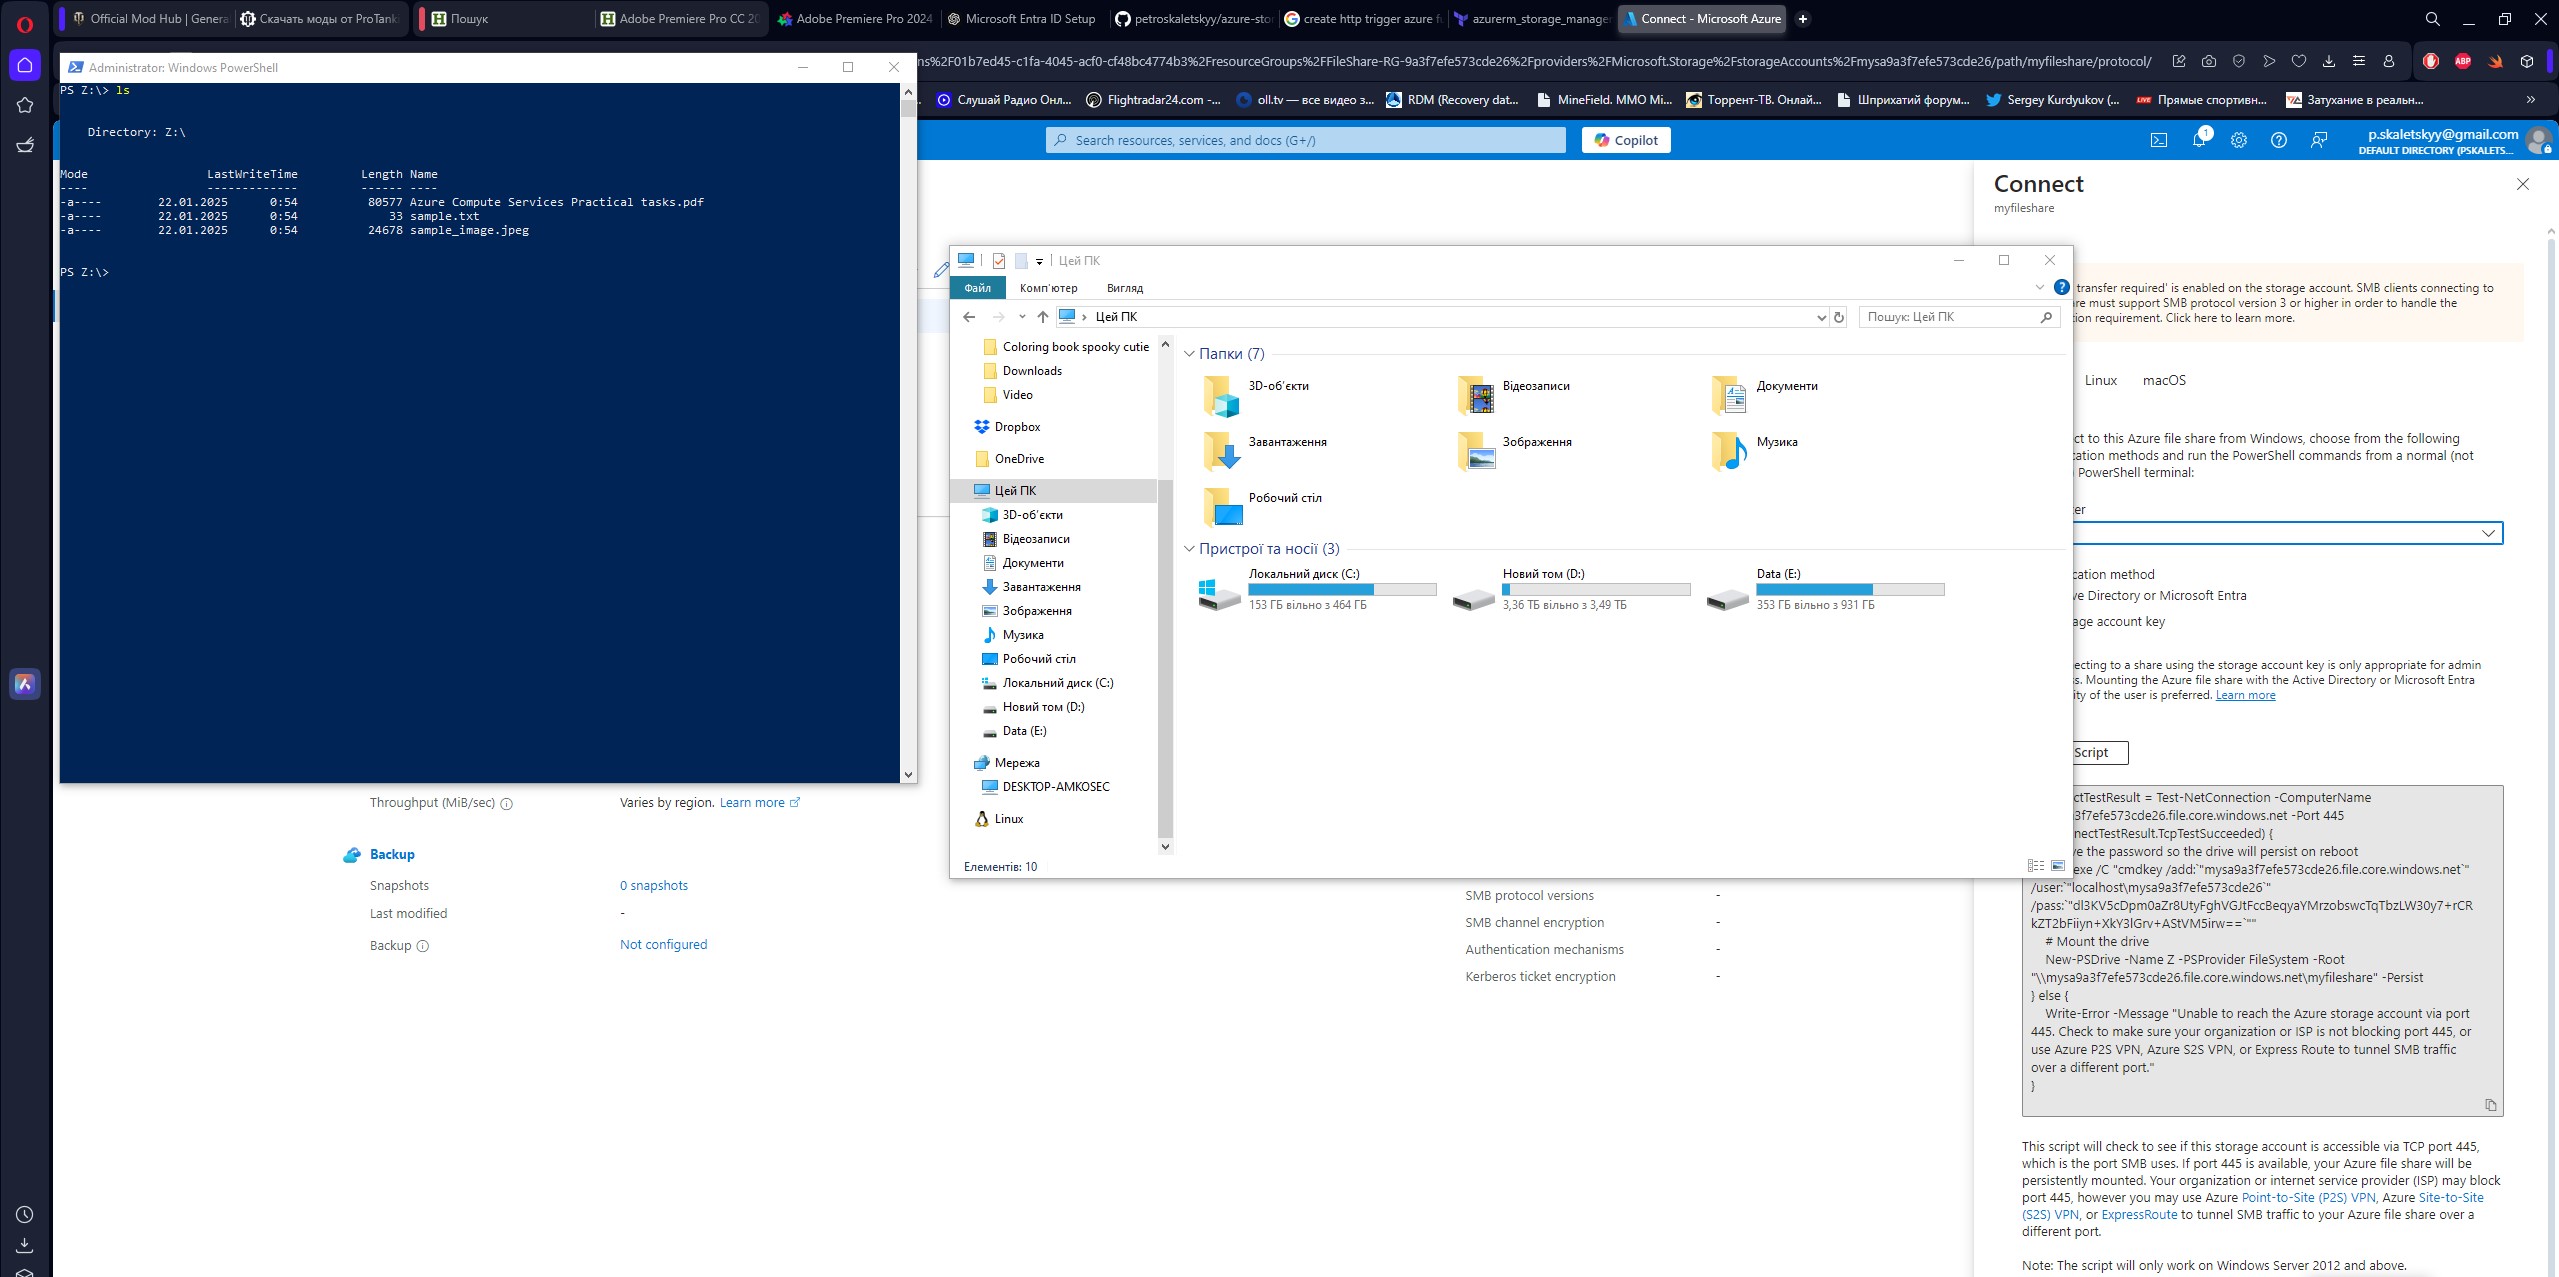 Official Mod Hub | Genera
Скачать моды от ProTank
Пошук
Adobe Premiere Pro CC 20
Adobe Premiere Pro 2024
Microsoft Entra ID Setup
petroskaletskyy/azure-sto
create http trigger azure fu
azurerm_storage_manage
Connect - Microsoft Azure
ns%2F01b7ed45-c1fa-4045-acf0-cf48bc4774b3%2FresourceGroups%2FFileShare-RG-9a3f7efe573cde26%2Fproviders%2FMicrosoft.Storage%2FstorageAccounts%2Fmysa9a3f7efe573cde26/path/myfileshare/protocol/
ABP
Слушай Радио Онл...
Flightradar24.com -...
oll.tv — все видео з...
RDM (Recovery dat...
MineField. MMO Mi...
Торрент-ТВ. Онлай...
Шприхатий форум...
Sergey Kurdyukov (...
LIVE
Прямые спортивн...
Затухание в реальн...
Search resources, services, and docs (G+/)
Copilot
1
p.skaletskyy@gmail.com
DEFAULT DIRECTORY (PSKALETS...
Administrator: Windows PowerShell
PS Z:\> ls
Directory: Z:\
Mode LastWriteTime Length Name
---- ------------- ------ ----
-a---- 22.01.2025 0:54 80577 Azure Compute Services Practical tasks.pdf
-a---- 22.01.2025 0:54 33 sample.txt
-a---- 22.01.2025 0:54 24678 sample_image.jpeg
PS Z:\>
Throughput (MiB/sec)
Varies by region. Learn more
Backup
Snapshots
0 snapshots
Last modified
-
Backup
Not configured
Цей ПК
Файл
Комп'ютер
Вигляд
Цей ПК
Пошук: Цей ПК
Coloring book spooky cutie
Downloads
Video
Dropbox
OneDrive
Цей ПК
3D-об'єкти
Відеозаписи
Документи
Завантаження
Зображення
Музика
Робочий стіл
Локальний диск (C:)
Новий том (D:)
Data (E:)
Мережа
DESKTOP-AMKOSEC
Linux
Папки (7)
3D-об'єкти
Відеозаписи
Документи
Завантаження
Зображення
Музика
Робочий стіл
Пристрої та носії (3)
Локальний диск (C:)
153 ГБ вільно з 464 ГБ
Новий том (D:)
3,36 ТБ вільно з 3,49 ТБ
Data (E:)
353 ГБ вільно з 931 ГБ
Елементів: 10
SMB protocol versions -
SMB channel encryption -
Authentication mechanisms -
Kerberos ticket encryption -
Connect
myfileshare
transfer required' is enabled on the storage account. SMB clients connecting to
re must support SMB protocol version 3 or higher in order to handle the
ion requirement. Click here to learn more.
Linux
macOS
ct to this Azure file share from Windows, choose from the following
cation methods and run the PowerShell commands from a normal (not
PowerShell terminal:
er
cation method
ve Directory or Microsoft Entra
age account key
ecting to a share using the storage account key is only appropriate for admin
s. Mounting the Azure file share with the Active Directory or Microsoft Entra
ity of the user is preferred. Learn more
Script
ctTestResult = Test-NetConnection -ComputerName
3f7efe573cde26.file.core.windows.net -Port 445
nectTestResult.TcpTestSucceeded) {
ve the password so the drive will persist on reboot
exe /C "cmdkey /add:`"mysa9a3f7efe573cde26.file.core.windows.net`"
/user:`"localhost\mysa9a3f7efe573cde26`"
/pass:`"dl3KV5cDpm0aZr8UtyFghVGJtFccBeqyaYMrzobswcTqTbzLW30y7+rCR
kZT2bFiiyn+XkY3lGrv+AStVM5irw==`""
# Mount the drive
New-PSDrive -Name Z -PSProvider FileSystem -Root
"\\mysa9a3f7efe573cde26.file.core.windows.net\myfileshare" -Persist
} else {
Write-Error -Message "Unable to reach the Azure storage account via port
445. Check to make sure your organization or ISP is not blocking port 445, or
use Azure P2S VPN, Azure S2S VPN, or Express Route to tunnel SMB traffic
over a different port."
}
This script will check to see if this storage account is accessible via TCP port 445,
which is the port SMB uses. If port 445 is available, your Azure file share will be
persistently mounted. Your organization or internet service provider (ISP) may block
port 445, however you may use Azure Point-to-Site (P2S) VPN, Azure Site-to-Site
(S2S) VPN, or ExpressRoute to tunnel SMB traffic to your Azure file share over a
different port.
Note: The script will only work on Windows Server 2012 and above.